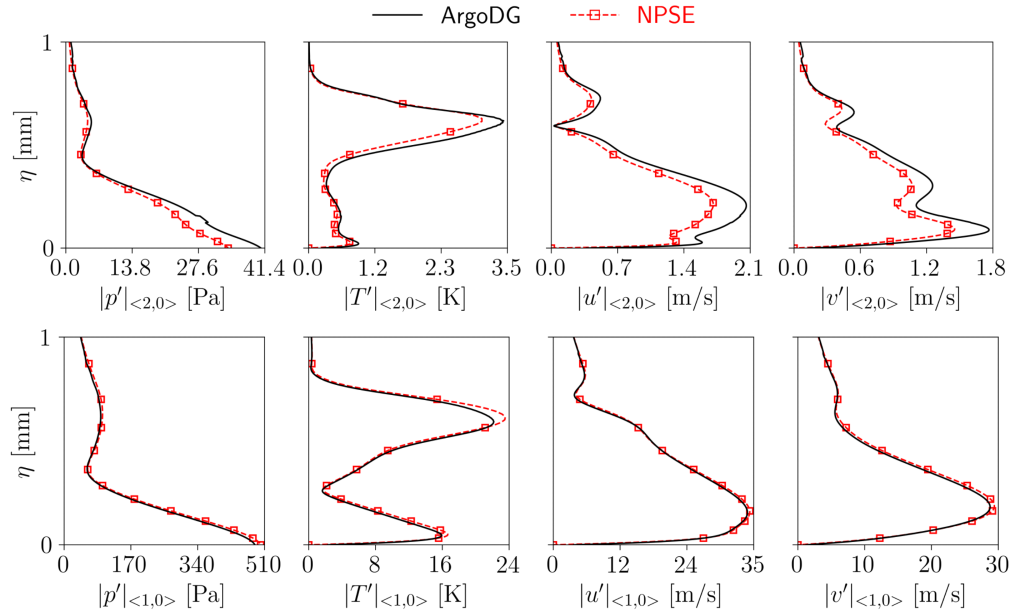 ArgoDG NPSE
1
η [mm]
0
0.0 13.8 27.6 41.4
|p′|<2,0> [Pa]
0.0 1.2 2.3 3.5
|T′|<2,0> [K]
0.0 0.7 1.4 2.1
|u′|<2,0> [m/s]
0.0 0.6 1.2 1.8
|v′|<2,0> [m/s]
1
η [mm]
0
0 170 340 510
|p′|<1,0> [Pa]
0 8 16 24
|T′|<1,0> [K]
0 12 24 35
|u′|<1,0> [m/s]
0 10 20 30
|v′|<1,0> [m/s]